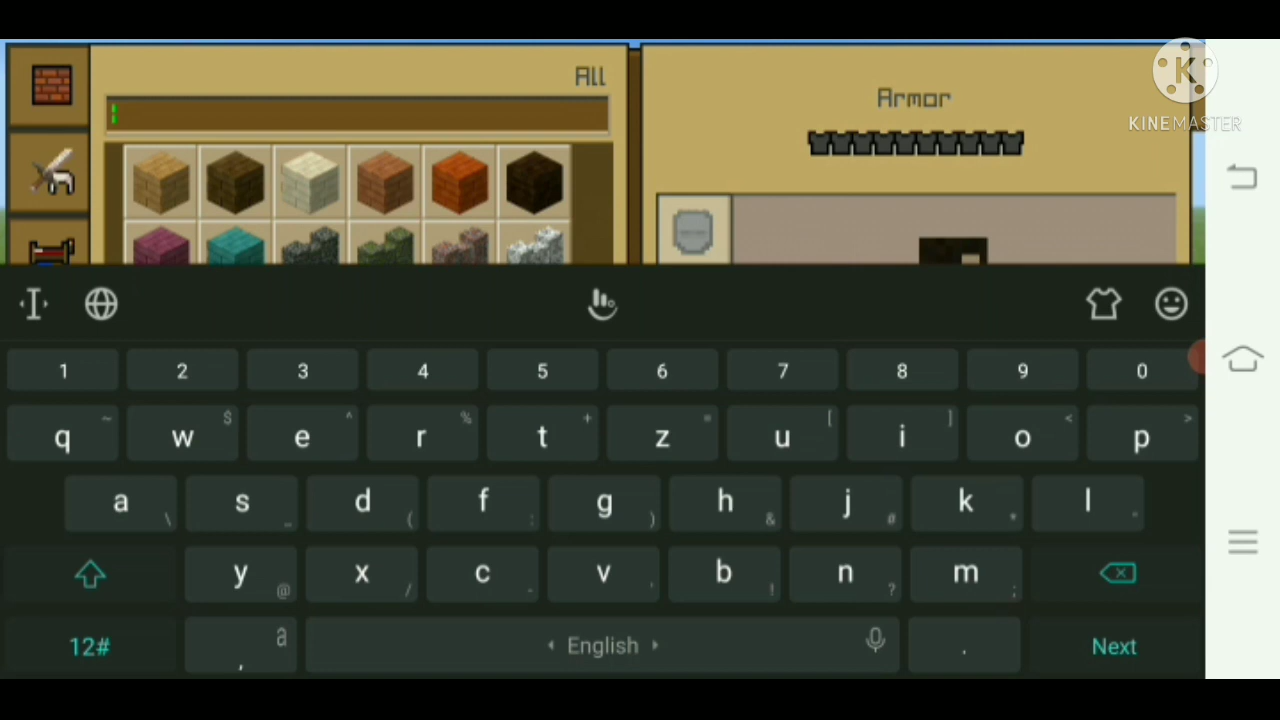 All
Armor
KINEMASTER
K
1 2 3 4 5 6 7 8 9 0
~ $ ^ % + = [ ] < >
q w e r t z u i o p
a s d f g h j k l
\ _ ( : ) & # * "
y x c v b n m
@ / - ' ! ? ;
12# , a English . Next